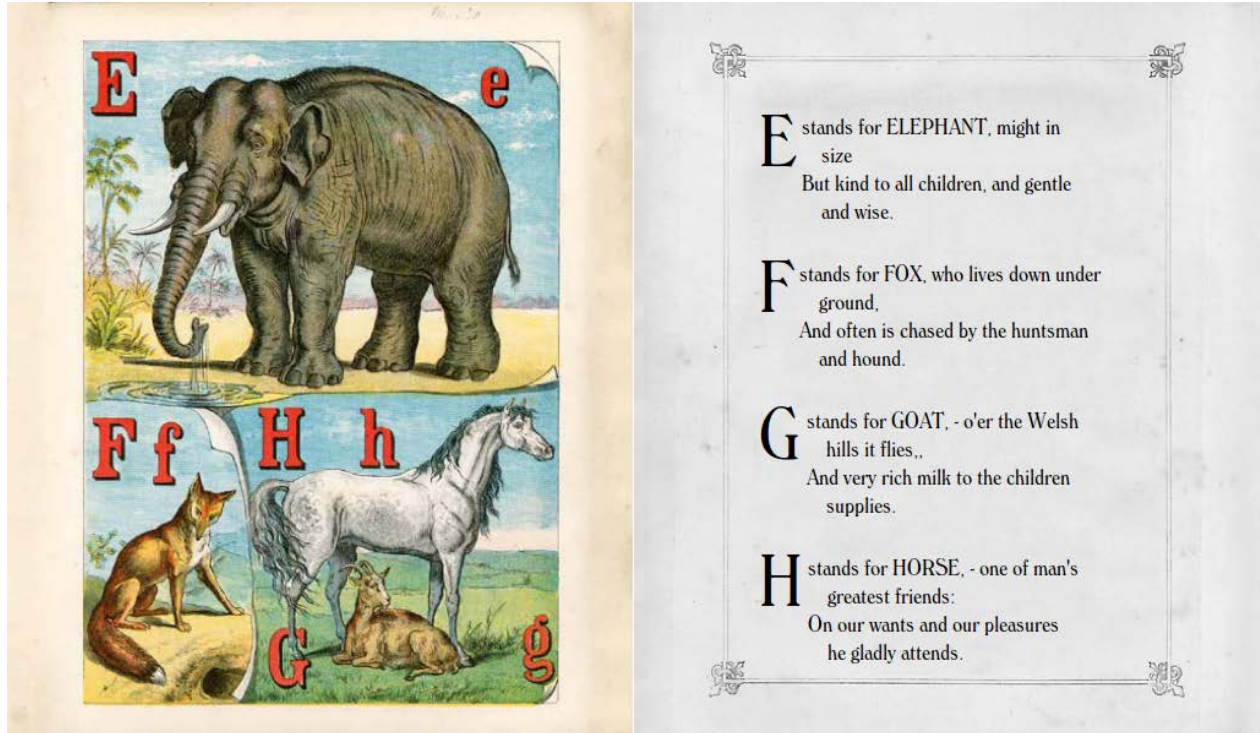 E e
F f
H h
G g
E stands for ELEPHANT, might in
size
But kind to all children, and gentle
and wise.
F stands for FOX, who lives down under
ground,
And often is chased by the huntsman
and hound.
G stands for GOAT, - o'er the Welsh
hills it flies,,
And very rich milk to the children
supplies.
H stands for HORSE, - one of man's
greatest friends:
On our wants and our pleasures
he gladly attends.